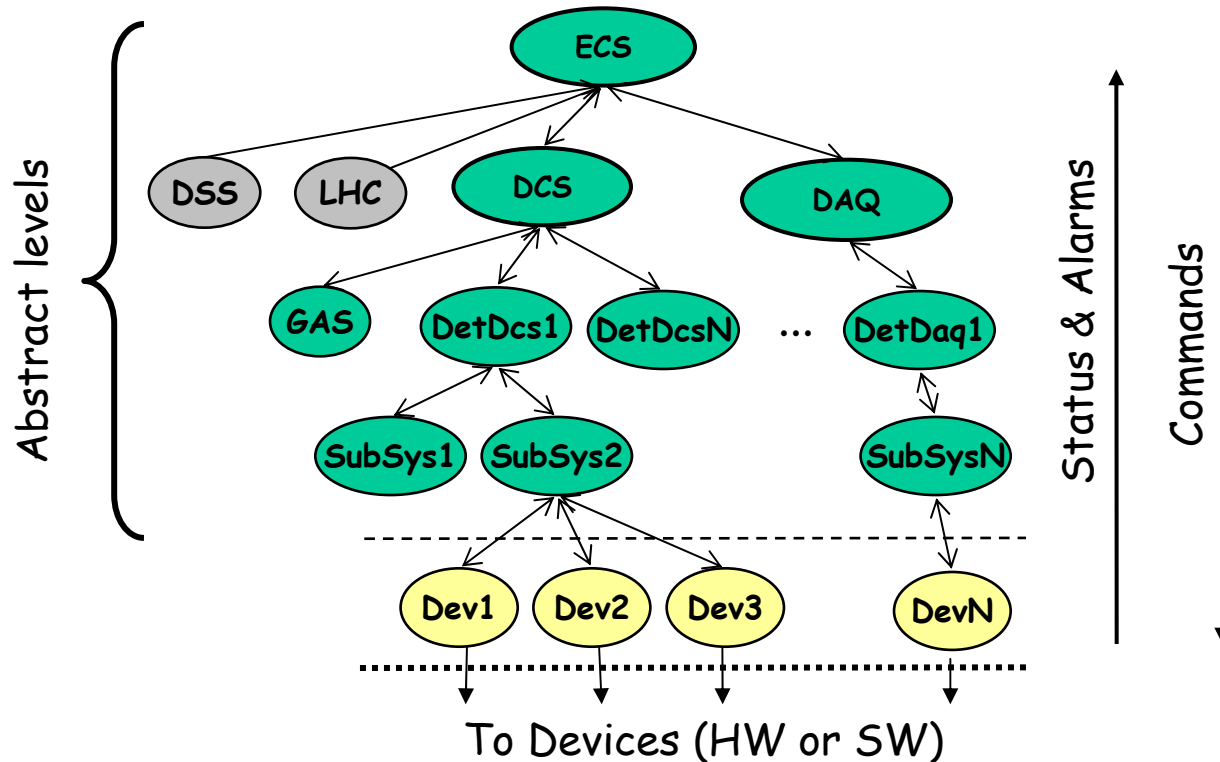 ECS
DSS
LHC
DCS
DAQ
GAS
DetDcs1
DetDcsN
...
DetDaq1
SubSys1
SubSys2
SubSysN
Dev1
Dev2
Dev3
DevN
To Devices (HW or SW)
Abstract levels
Status & Alarms
Commands